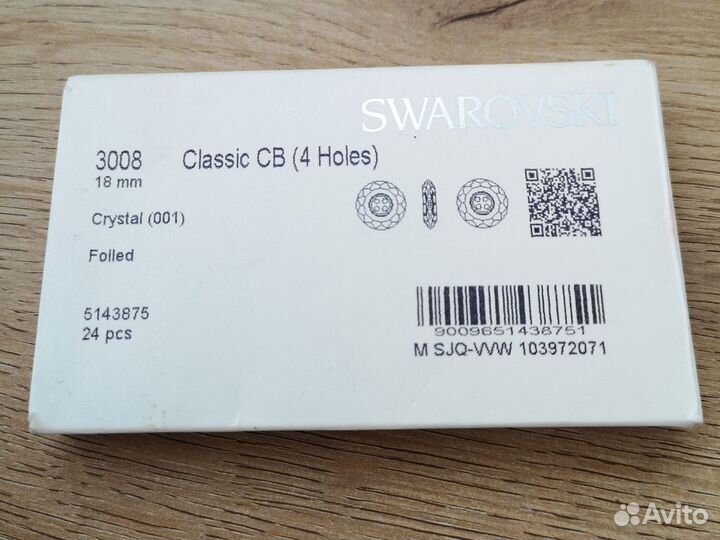 SWAROVSKI
3008 Classic CB (4 Holes)
18 mm
Crystal (001)
Foiled
5143875
24 pcs
9009651438751
M SJQ-VVW 103972071
Avito